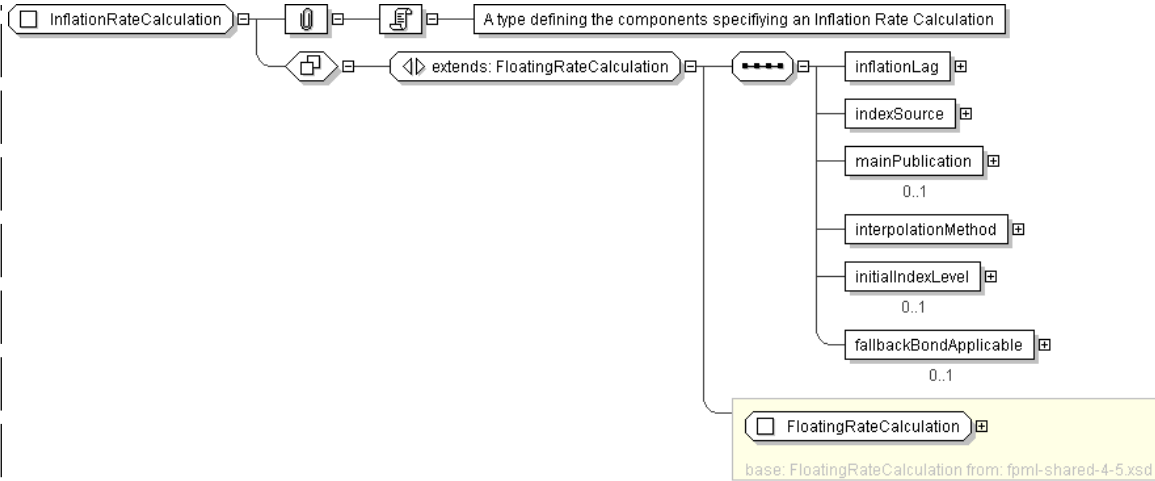 InflationRateCalculation
A type defining the components specifiying an Inflation Rate Calculation
extends: FloatingRateCalculation
inflationLag
indexSource
mainPublication
0..1
interpolationMethod
initialIndexLevel
0..1
fallbackBondApplicable
0..1
FloatingRateCalculation
base: FloatingRateCalculation from: fpml-shared-4-5.xsd